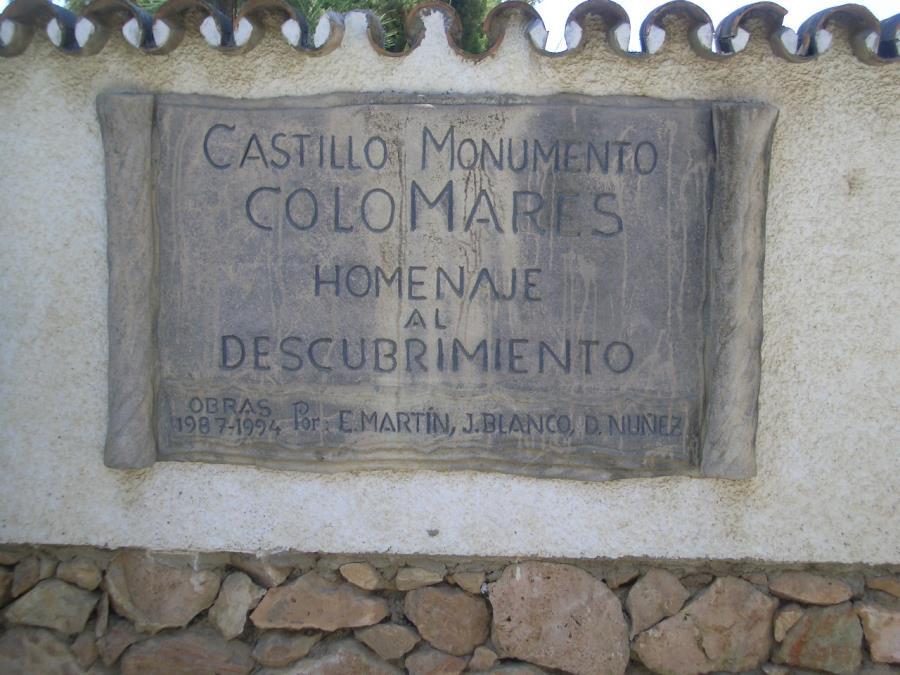 CASTILLO MONUMENTO
COLOMARES
HOMENAJE
AL
DESCUBRIMIENTO
OBRAS
1987-1994 Por: E. MARTÍN, J. BLANCO, D. NUÑEZ